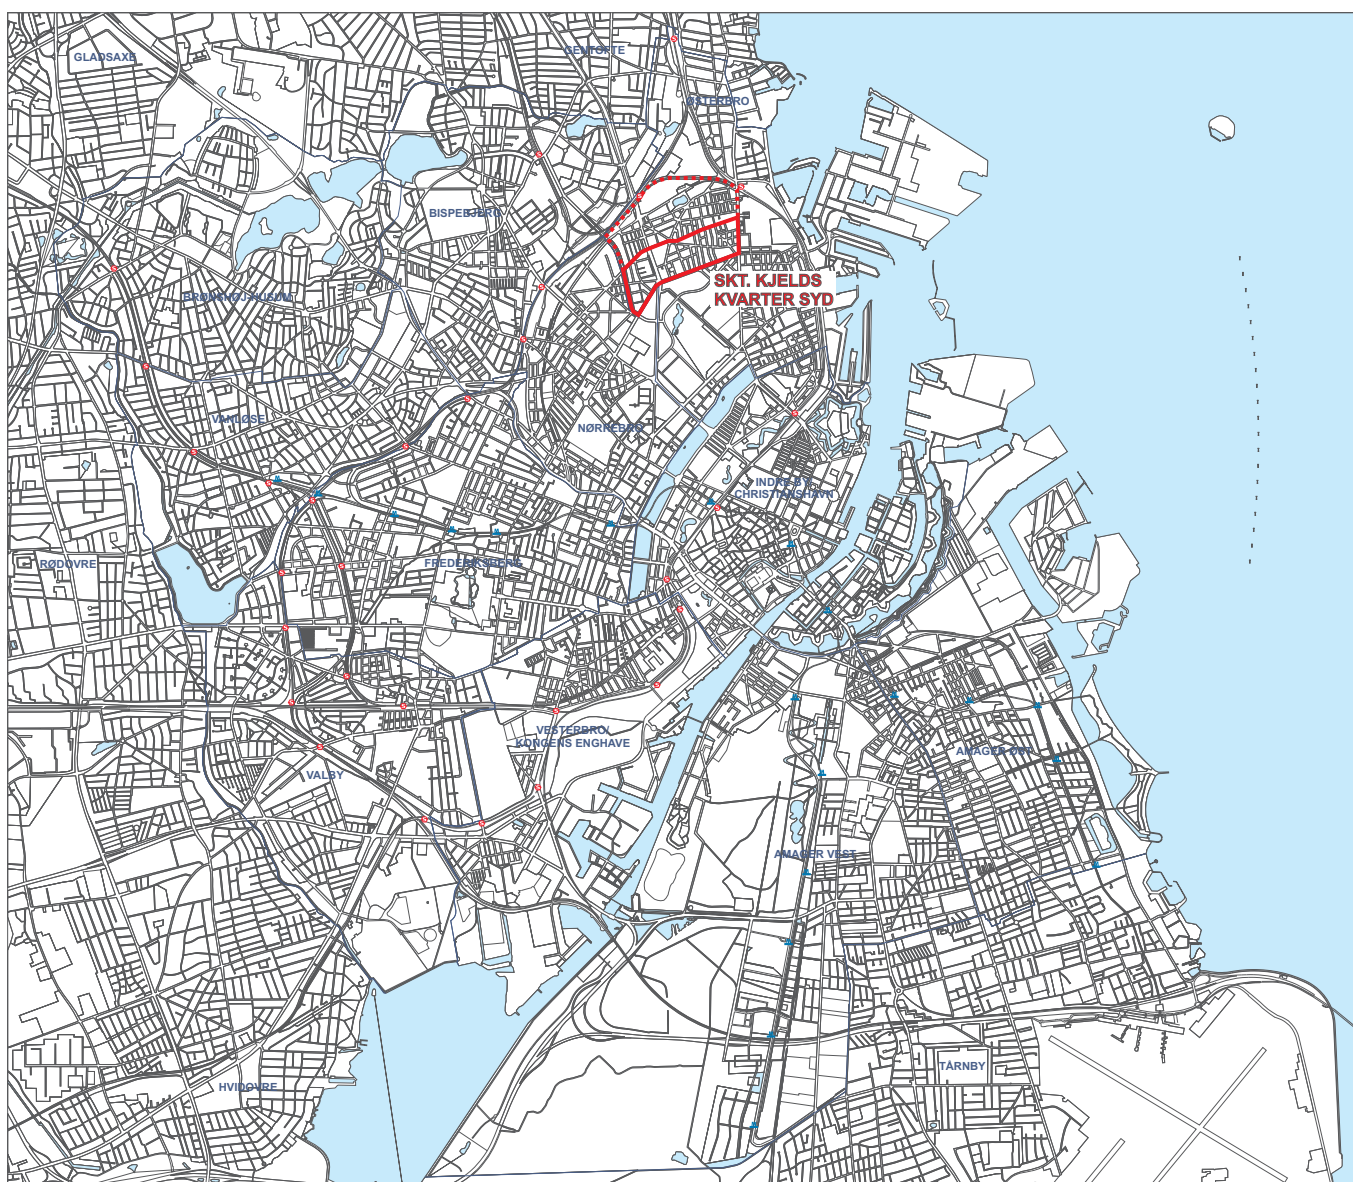 GLADSAXE
GENTOFTE
ØSTERBRO
BISPEBJERG
SKT. KJELDS
KVARTER SYD
BRØNSHØJ-HUSUM
VANLØSE
NØRREBRO
INDRE BY/
CHRISTIANSHAVN
RØDOVRE
FREDERIKSBERG
VESTERBRO/
KONGENS ENGHAVE
AMAGER ØST
VALBY
AMAGER VEST
TÅRNBY
HVIDOVRE